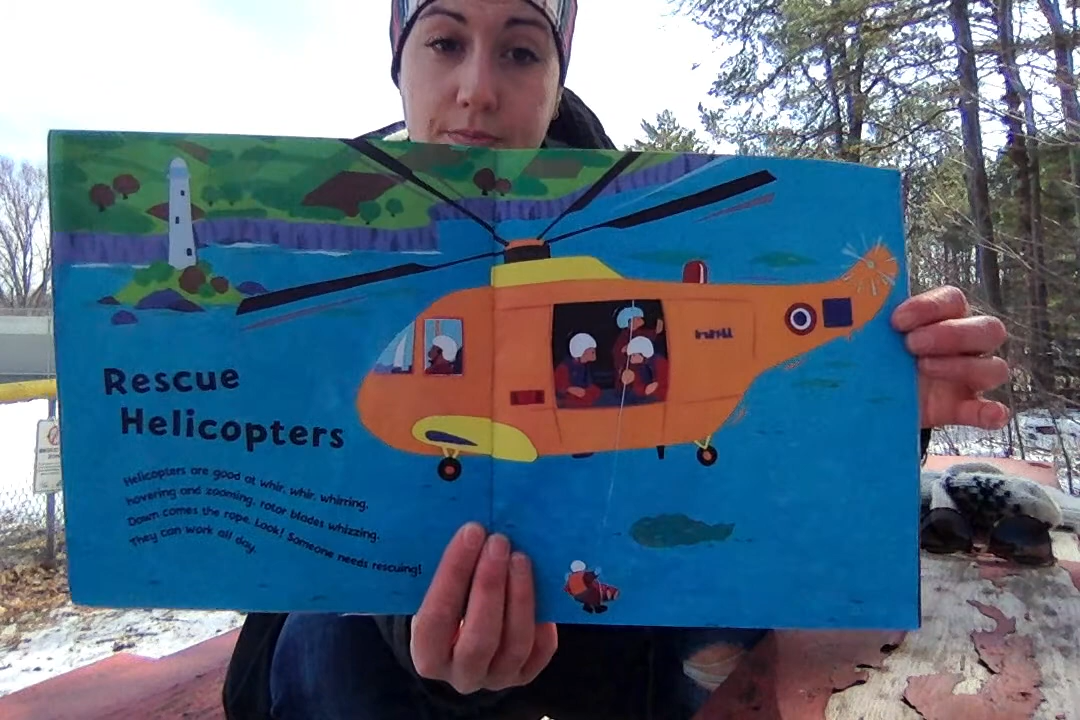 Rescue
Helicopters
Helicopters are good at whir, whir, whirring,
hovering and zooming, rotor blades whizzing.
Down comes the rope. Look! Someone needs rescuing!
They can work all day.